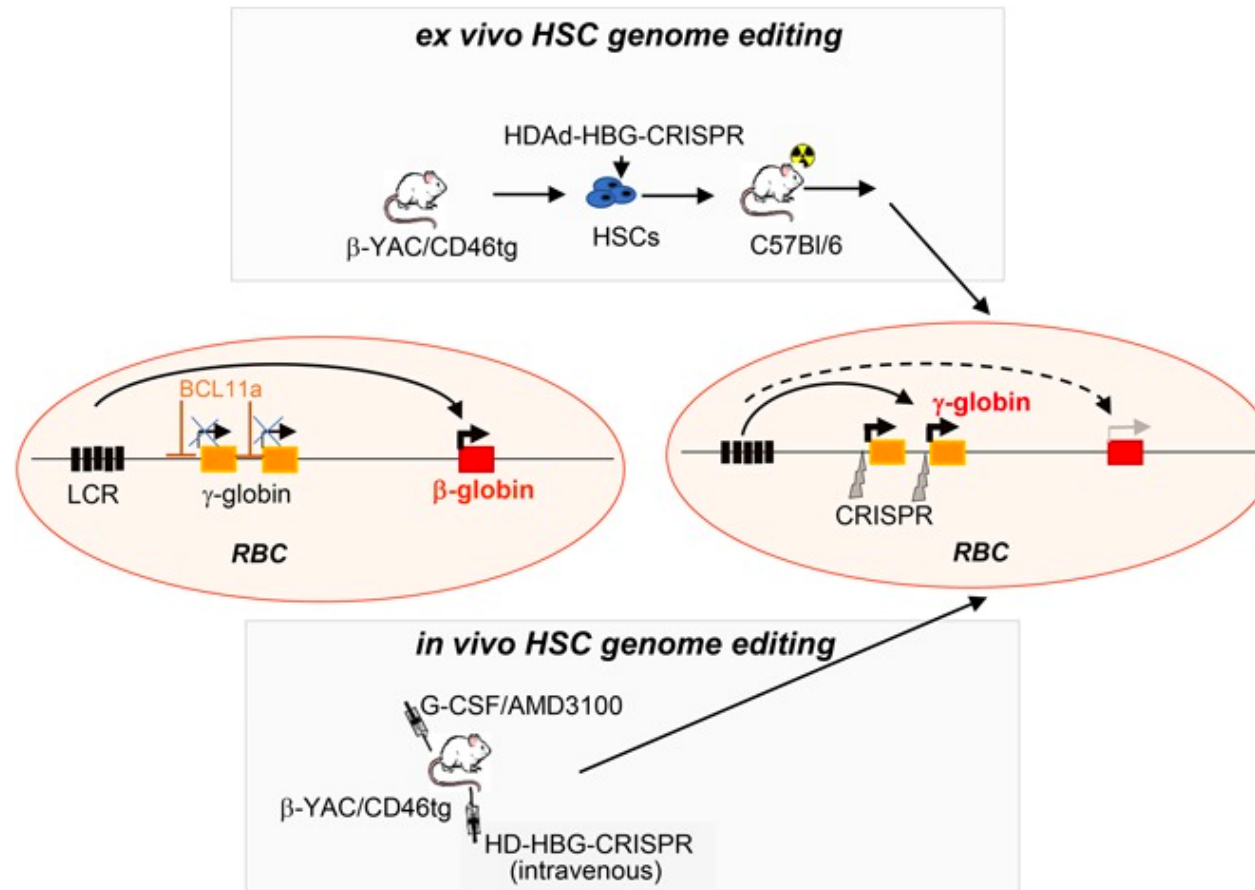 ex vivo HSC genome editing
HDAd-HBG-CRISPR
β-YAC/CD46tg
HSCs
C57Bl/6
BCL11a
LCR
γ-globin
β-globin
RBC
γ-globin
CRISPR
RBC
in vivo HSC genome editing
G-CSF/AMD3100
β-YAC/CD46tg
HD-HBG-CRISPR
(intravenous)